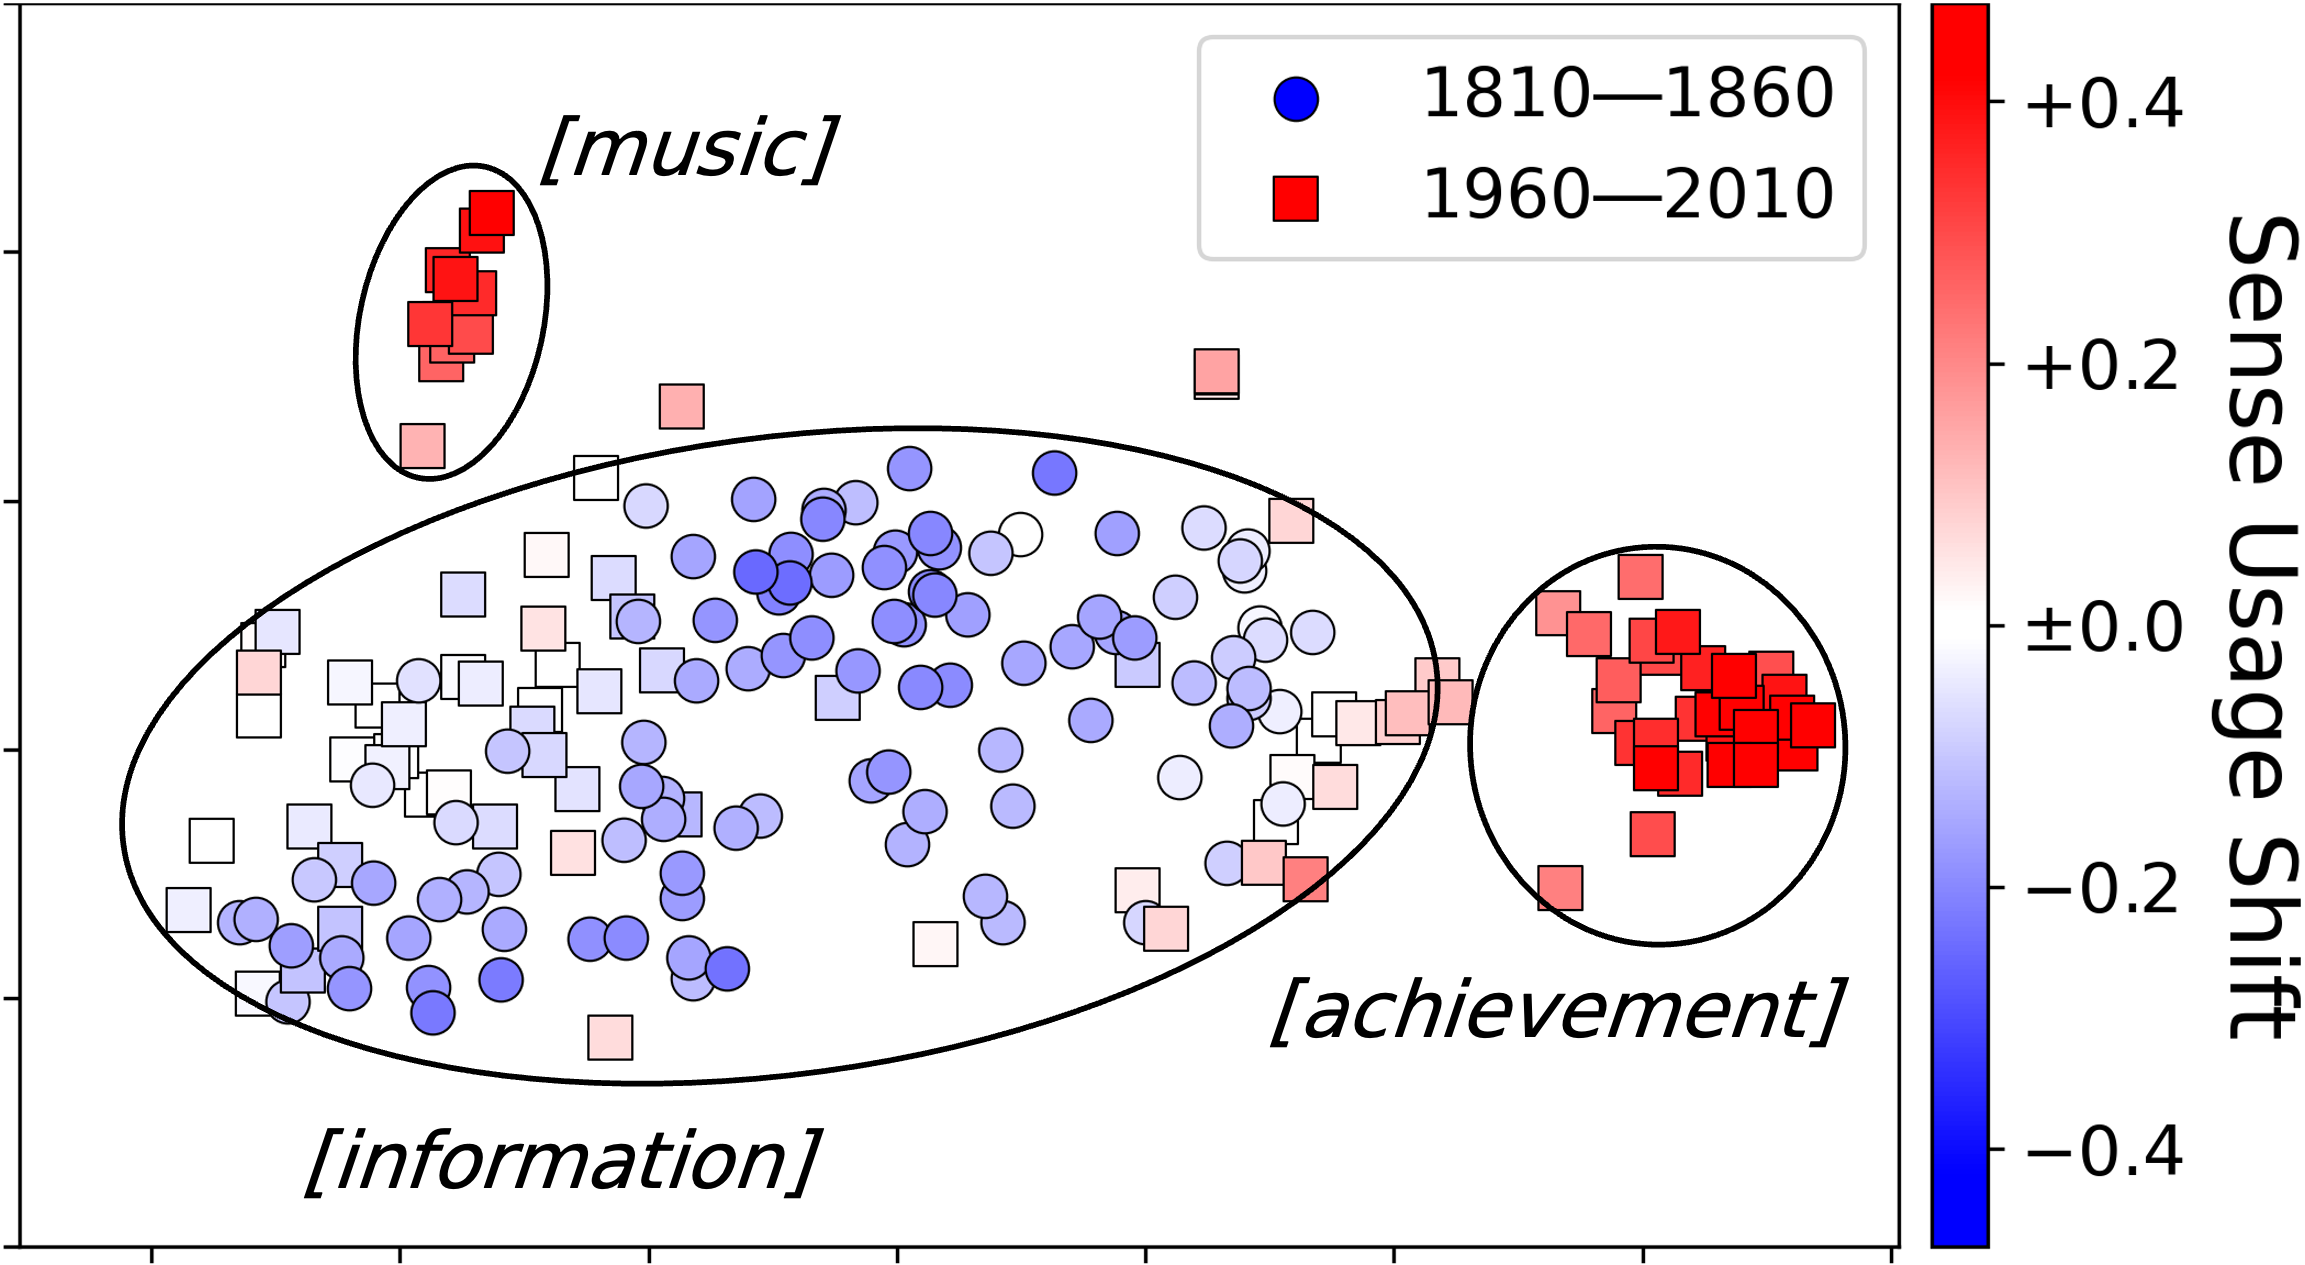 1810—1860
1960—2010
[music]
[information]
[achievement]
+0.4
+0.2
±0.0
−0.2
−0.4
Sense Usage Shift